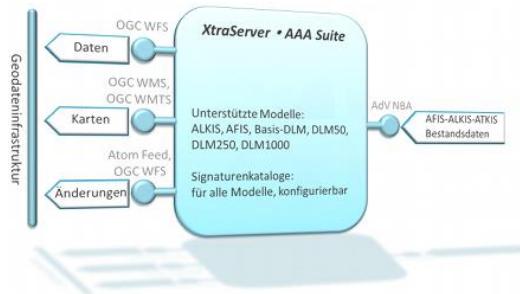 Geodateninfrastruktur
OGC WFS
Daten
OGC WMS,
OGC WMTS
Karten
Atom Feed,
OGC WFS
Änderungen
XtraServer • AAA Suite
Unterstützte Modelle:
ALKIS, AFIS, Basis-DLM, DLM50,
DLM250, DLM1000
Signaturenkataloge:
für alle Modelle, konfigurierbar
AdV NBA
AFIS-ALKIS-ATKIS
Bestandsdaten